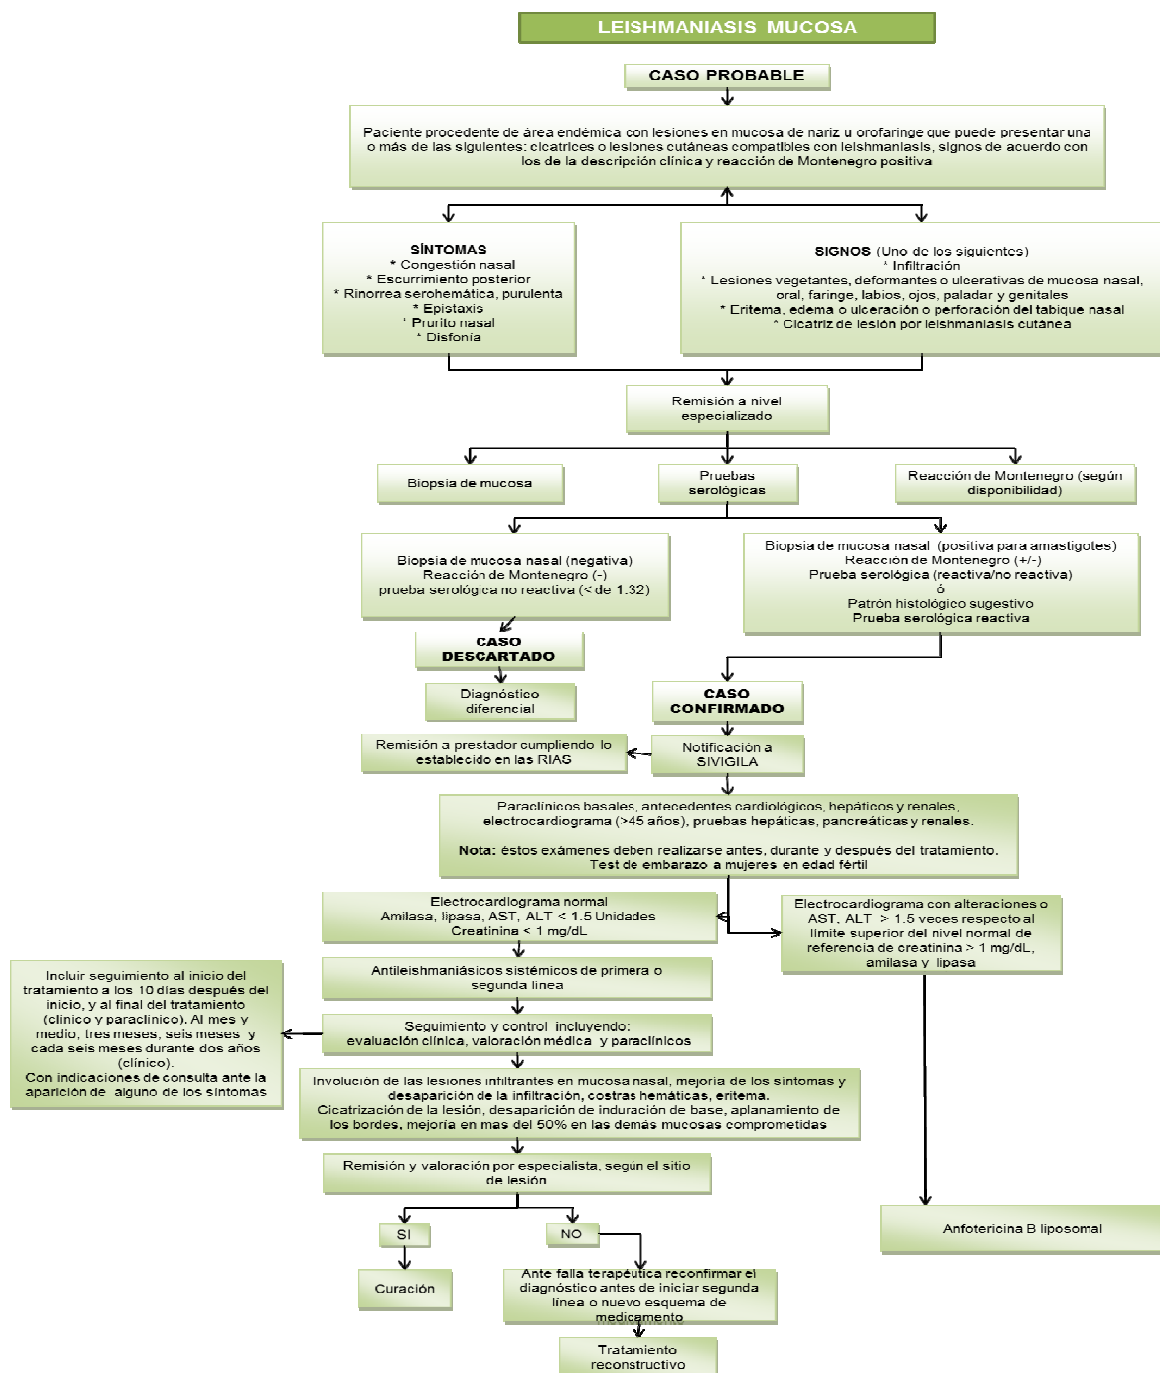 LEISHMANIASIS MUCOSA
CASO PROBABLE
Paciente procedente de área endémica con lesiones en mucosa de nariz u orofaringe que puede presentar una
o más de las siguientes: cicatrices o lesiones cutáneas compatibles con leishmaniasis, signos de acuerdo con
los de la descripción clínica y reacción de Montenegro positiva
SÍNTOMAS
* Congestión nasal
* Escurrimiento posterior
* Rinorrea serohemática, purulenta
* Epistaxis
* Prurito nasal
* Disfonía
SIGNOS (Uno de los siguientes)
* Infiltración
* Lesiones vegetantes, deformantes o ulcerativas de mucosa nasal,
oral, faringe, labios, ojos, paladar y genitales
* Eritema, edema o ulceración o perforación del tabique nasal
* Cicatriz de lesión por leishmaniasis cutánea
Remisión a nivel
especializado
Biopsia de mucosa
Pruebas
serológicas
Reacción de Montenegro (según
disponibilidad)
Biopsia de mucosa nasal (negativa)
Reacción de Montenegro (-)
prueba serológica no reactiva (< de 1:32)
Biopsia de mucosa nasal (positiva para amastigotes)
Reacción de Montenegro (+/-)
Prueba serológica (reactiva/no reactiva)
ó
Patrón histológico sugestivo
Prueba serológica reactiva
CASO
DESCARTADO
Diagnóstico
diferencial
CASO
CONFIRMADO
Remisión a prestador cumpliendo lo
establecido en las RIAS
Notificación a
SIVIGILA
Paraclínicos basales, antecedentes cardiológicos, hepáticos y renales,
electrocardiograma (>45 años), pruebas hepáticas, pancreáticas y renales.
Nota: éstos exámenes deben realizarse antes, durante y después del tratamiento.
Test de embarazo a mujeres en edad fértil
Electrocardiograma normal
Amilasa, lipasa, AST, ALT < 1.5 Unidades
Creatinina < 1 mg/dL
Electrocardiograma con alteraciones o
AST, ALT > 1.5 veces respecto al
límite superior del nivel normal de
referencia de creatinina > 1 mg/dL,
amilasa y lipasa
Antileishmaniásicos sistémicos de primera o
segunda línea
Incluir seguimiento al inicio del
tratamiento a los 10 días después del
inicio, y al final del tratamiento
(clínico y paraclínico). Al mes y
medio, tres meses, seis meses y
cada seis meses durante dos años
(clínico).
Con indicaciones de consulta ante la
aparición de alguno de los síntomas
Seguimiento y control incluyendo:
evaluación clínica, valoración médica y paraclínicos
Involución de las lesiones infiltrantes en mucosa nasal, mejoría de los síntomas y
desaparición de la infiltración, costras hemáticas, eritema.
Cicatrización de la lesión, desaparición de induración de base, aplanamiento de
los bordes, mejoría en mas del 50% en las demás mucosas comprometidas
Remisión y valoración por especialista, según el sitio
de lesión
Anfotericina B liposomal
SI
NO
Curación
Ante falla terapéutica reconfirmar el
diagnóstico antes de iniciar segunda
línea o nuevo esquema de
medicamento
Tratamiento
reconstructivo